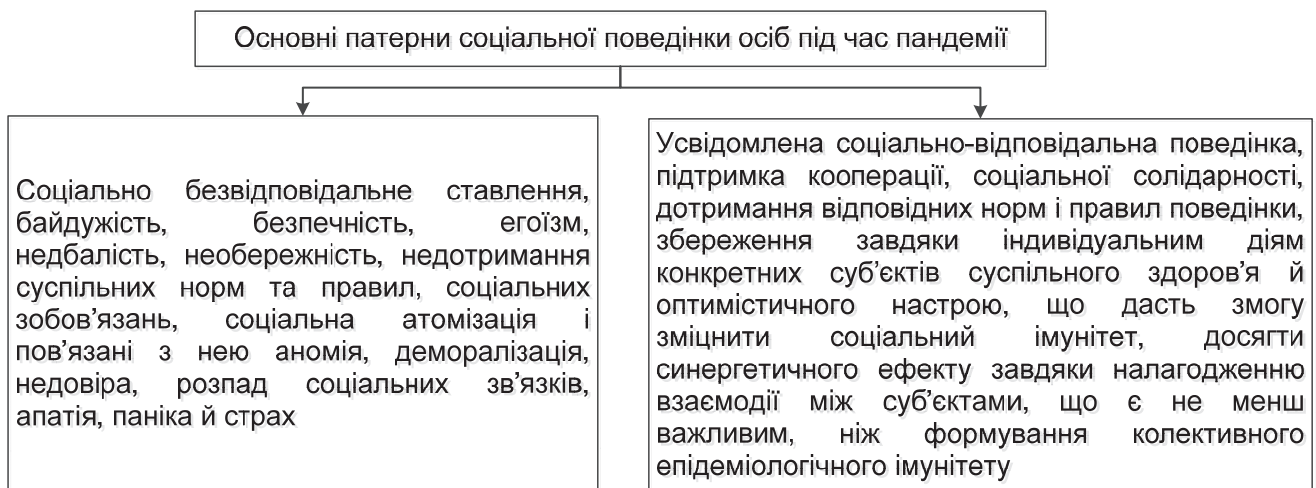 Основні патерни соціальної поведінки осіб під час пандемії
Соціально безвідповідальне ставлення,
байдужість, безпечність, егоїзм,
недбалість, необережність, недотримання
суспільних норм та правил, соціальних
зобов’язань, соціальна атомізація і
пов’язані з нею аномія, деморалізація,
недовіра, розпад соціальних зв’язків,
апатія, паніка й страх
Усвідомлена соціально-відповідальна поведінка,
підтримка кооперації, соціальної солідарності,
дотримання відповідних норм і правил поведінки,
збереження завдяки індивідуальним діям
конкретних суб’єктів суспільного здоров’я й
оптимістичного настрою, що дасть змогу
зміцнити соціальний імунітет, досягти
синергетичного ефекту завдяки налагодженню
взаємодії між суб’єктами, що є не менш
важливим, ніж формування колективного
епідеміологічного імунітету